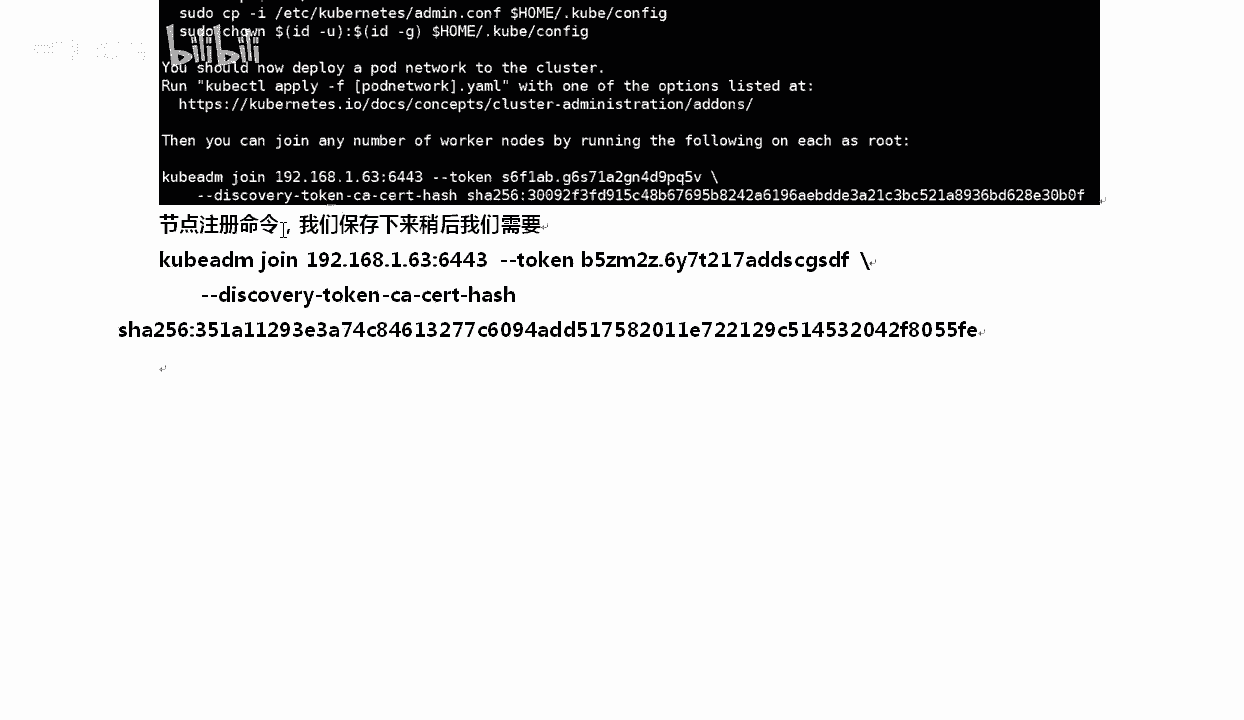 sudo cp -i /etc/kubernetes/admin.conf $HOME/.kube/config
sudo chown $(id -u):$(id -g) $HOME/.kube/config
bilibili
You should now deploy a pod network to the cluster.
Run "kubectl apply -f [podnetwork].yaml" with one of the options listed at:
https://kubernetes.io/docs/concepts/cluster-administration/addons/
Then you can join any number of worker nodes by running the following on each as root:
kubeadm join 192.168.1.63:6443 --token s6f1ab.g6s71a2gn4d9pq5v \
--discovery-token-ca-cert-hash sha256:30092f3fd915c48b67695b8242a6196aebdde3a21c3bc521a8936bd628e30b0f
节点注册命令，我们保存下来稍后我们需要
kubeadm join 192.168.1.63:6443 --token b5zm2z.6y7t217addscgsdf \
--discovery-token-ca-cert-hash
sha256:351a11293e3a74c84613277c6094add517582011e722129c514532042f8055fe